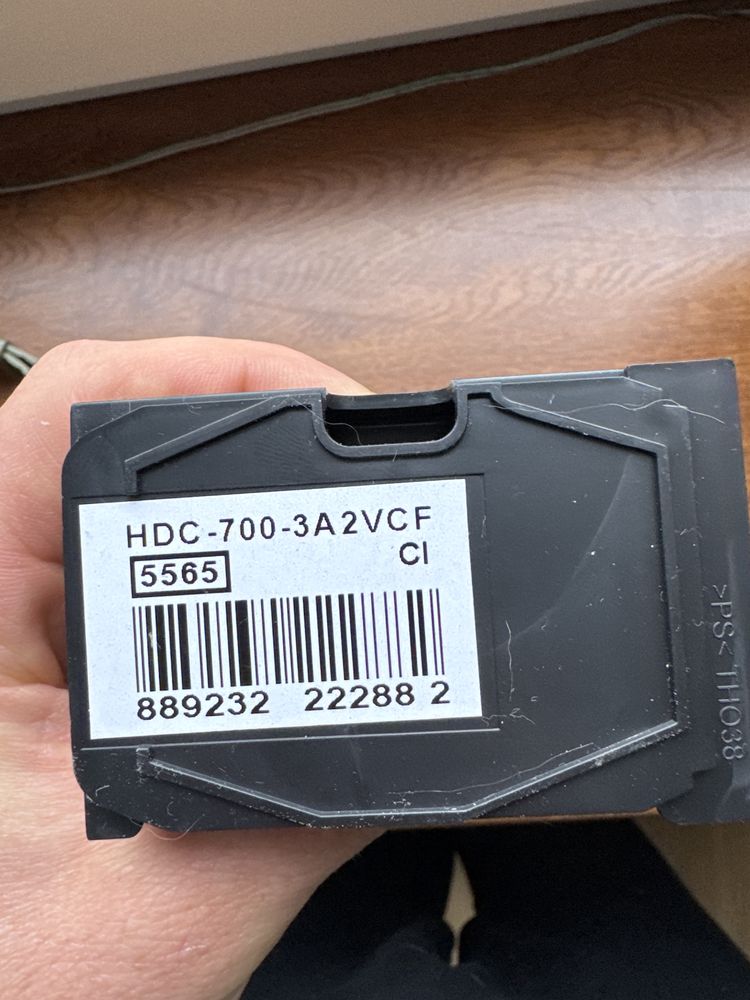 HDC-700-3A2VCF
CI
5565
889232 22288 2
>PS< TH038